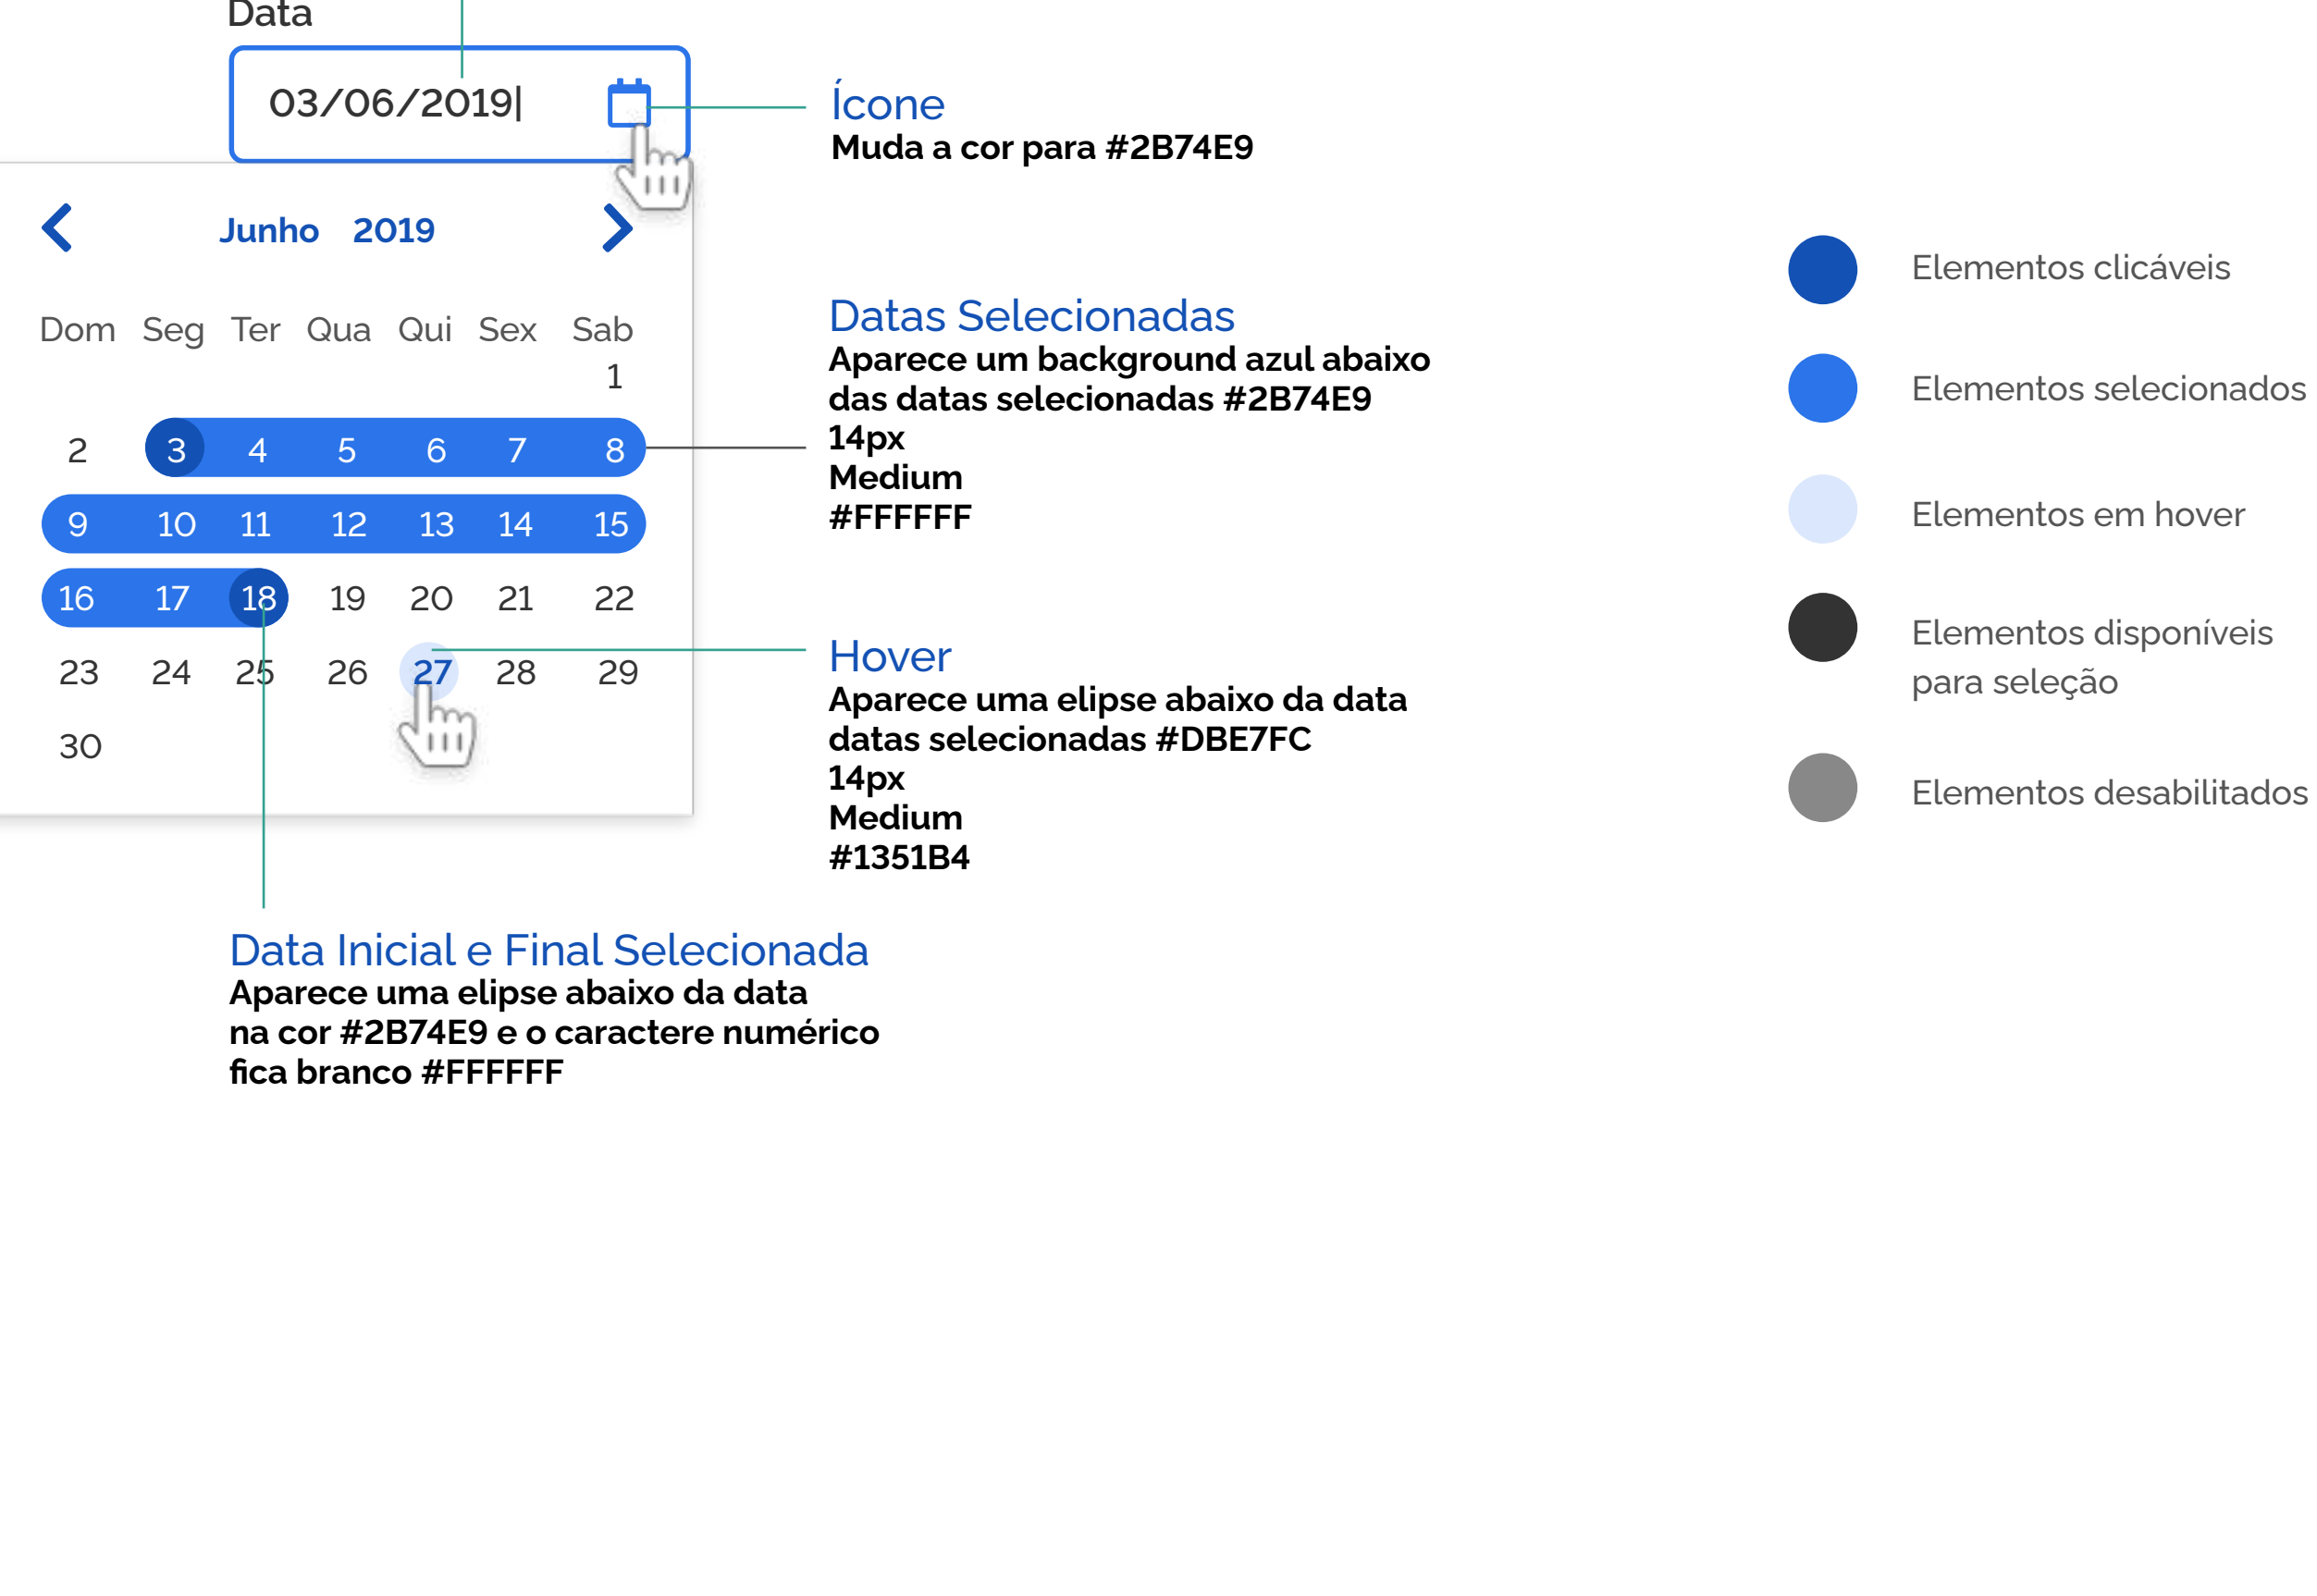 Data
03/06/2019
Ícone
Muda a cor para #2B74E9
Junho 2019
Dom Seg Ter Qua Qui Sex Sab
1
2 3 4 5 6 7 8
9 10 11 12 13 14 15
16 17 18 19 20 21 22
23 24 25 26 27 28 29
30
Datas Selecionadas
Aparece um background azul abaixo
das datas selecionadas #2B74E9
14px
Medium
#FFFFFF
Hover
Aparece uma elipse abaixo da data
datas selecionadas #DBE7FC
14px
Medium
#1351B4
Data Inicial e Final Selecionada
Aparece uma elipse abaixo da data
na cor #2B74E9 e o caractere numérico
fica branco #FFFFFF
Elementos clicáveis
Elementos selecionados
Elementos em hover
Elementos disponíveis
para seleção
Elementos desabilitados